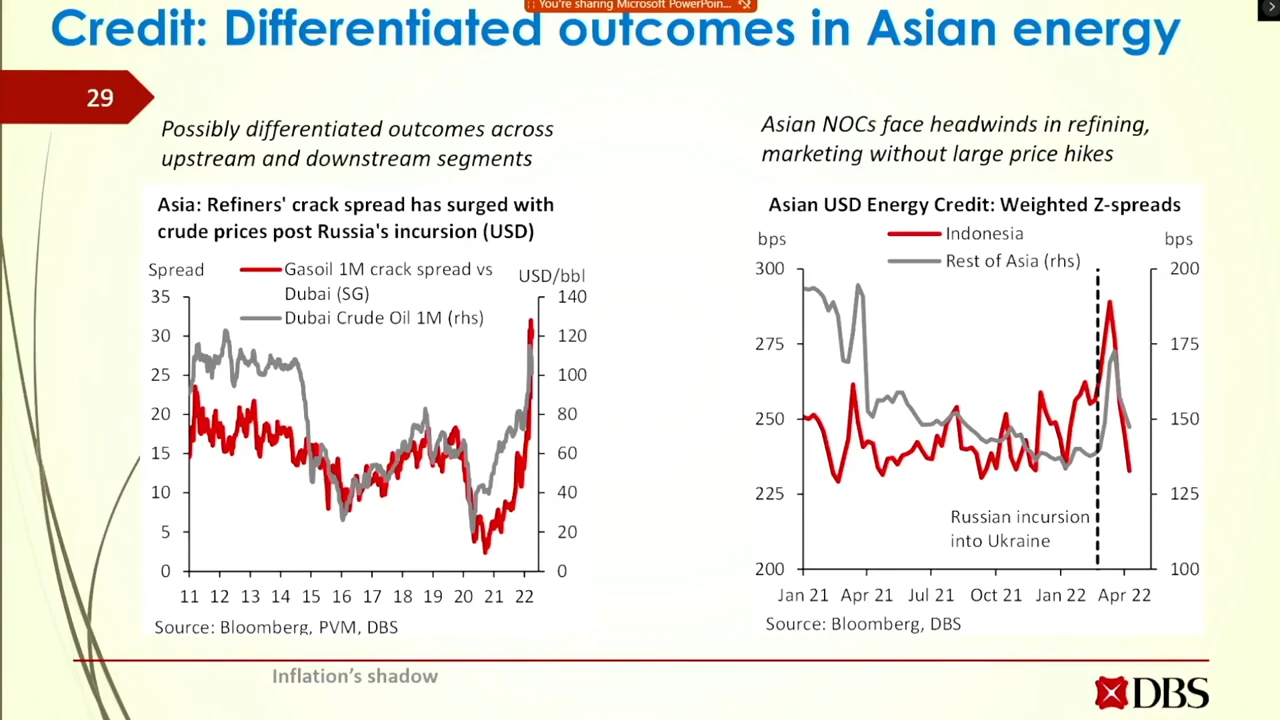 You're sharing Microsoft PowerPoin...
Credit: Differentiated outcomes in Asian energy
29
Possibly differentiated outcomes across
upstream and downstream segments
Asia: Refiners' crack spread has surged with
crude prices post Russia's incursion (USD)
Spread
Gasoil 1M crack spread vs
Dubai (SG)
Dubai Crude Oil 1M (rhs)
USD/bbl
35
30
25
20
15
10
5
0
140
120
100
80
60
40
20
0
11 12 13 14 15 16 17 18 19 20 21 22
Source: Bloomberg, PVM, DBS
Asian NOCs face headwinds in refining,
marketing without large price hikes
Asian USD Energy Credit: Weighted Z-spreads
bps
Indonesia
Rest of Asia (rhs)
bps
300
275
250
225
200
200
175
150
125
100
Russian incursion
into Ukraine
Jan 21 Apr 21 Jul 21 Oct 21 Jan 22 Apr 22
Source: Bloomberg, DBS
Inflation's shadow
DBS